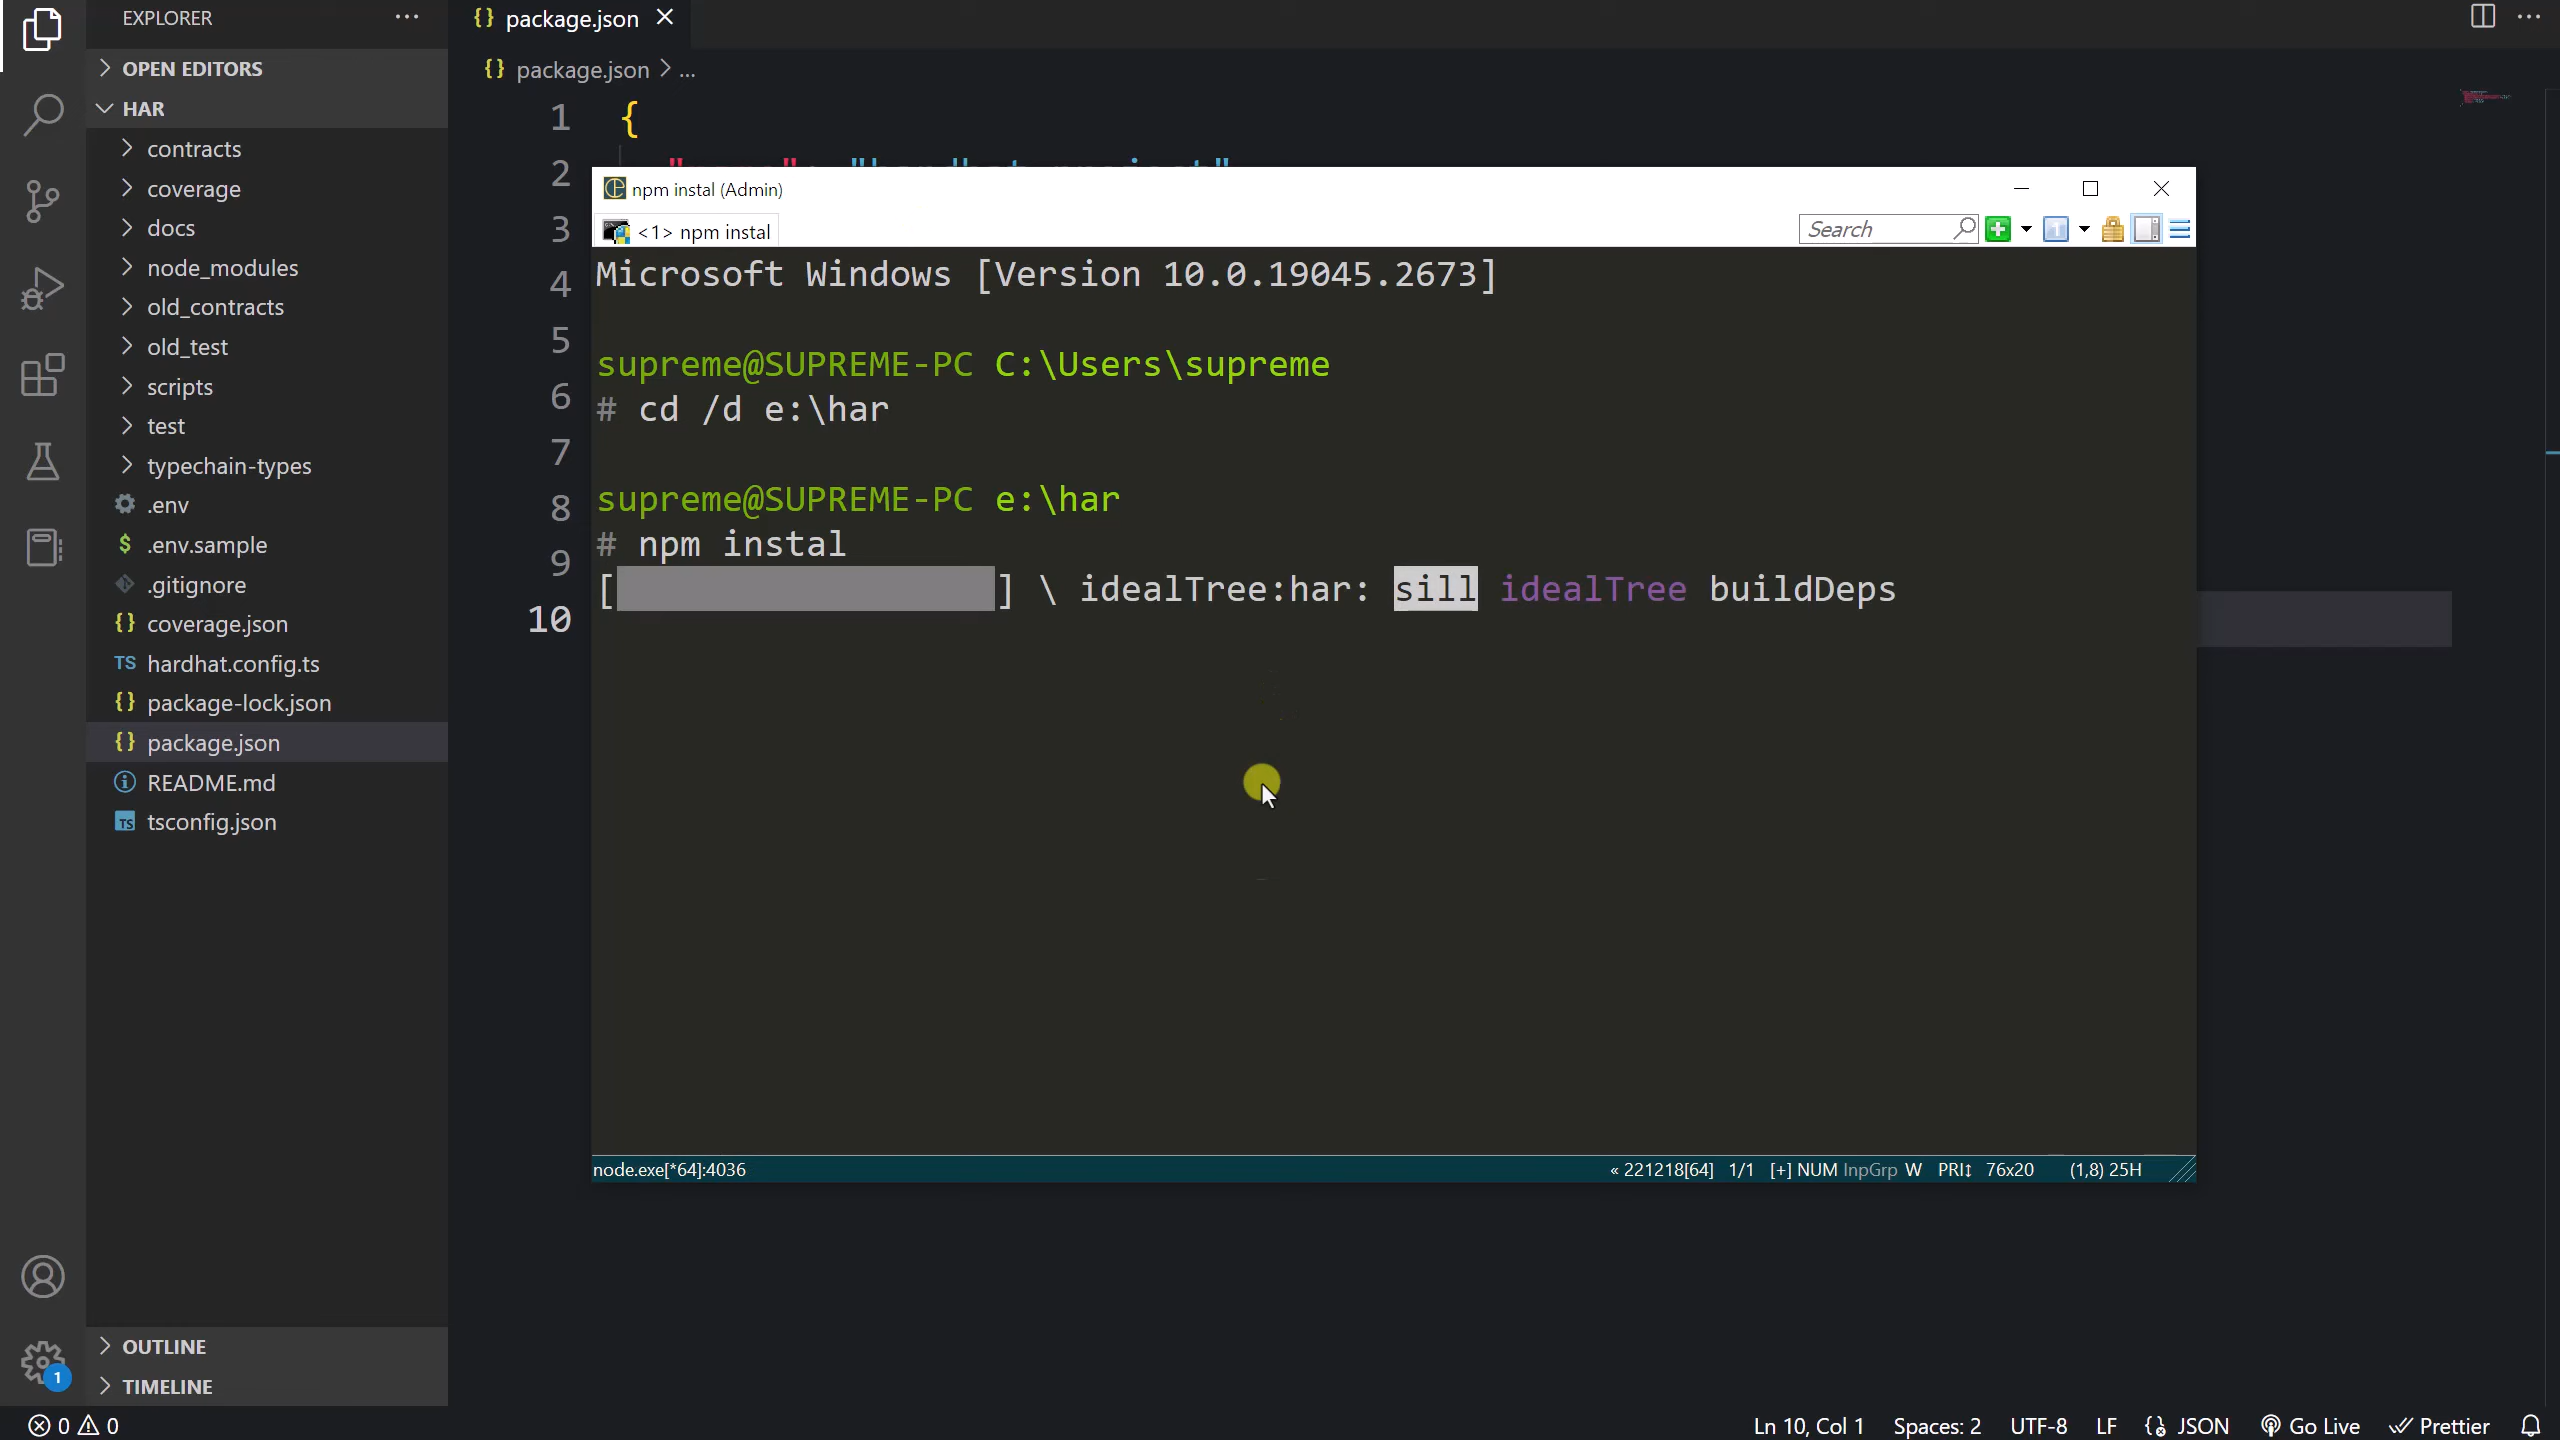 EXPLORER
package.json
OPEN EDITORS
package.json > ...
HAR
contracts
coverage
docs
node_modules
old_contracts
old_test
scripts
test
typechain-types
.env
.env.sample
.gitignore
coverage.json
TS hardhat.config.ts
package-lock.json
package.json
README.md
TS tsconfig.json
OUTLINE
TIMELINE
1
1 {
2
3
4
5
6
7
8
9
10
npm instal (Admin)
<1> npm instal
Search
Microsoft Windows [Version 10.0.19045.2673]
supreme@SUPREME-PC C:\Users\supreme
# cd /d e:\har
supreme@SUPREME-PC e:\har
# npm instal
[ ] \ idealTree:har: sill idealTree buildDeps
node.exe[*64]:4036 « 221218[64] 1/1 [+] NUM InpGrp W PRI↕ 76x20 (1,8) 25H
0 0 Ln 10, Col 1 Spaces: 2 UTF-8 LF JSON Go Live Prettier